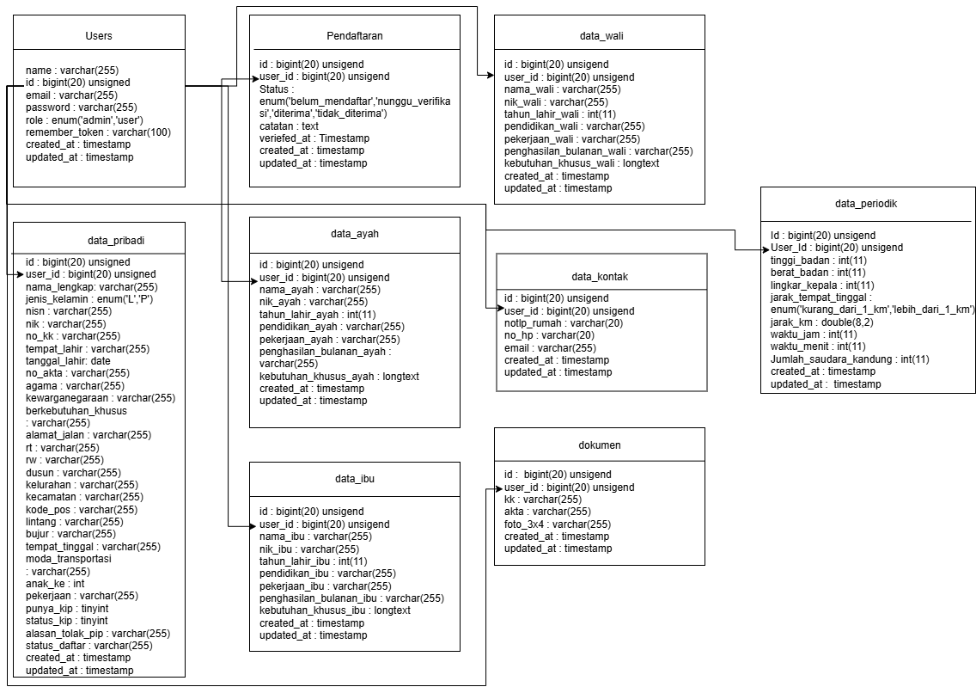 Users
name : varchar(255)
id : bigint(20) unsigned
email : varchar(255)
password : varchar(255)
role : enum('admin','user')
remember_token : varchar(100)
created_at : timestamp
updated_at : timestamp
Pendaftaran
id : bigint(20) unsigend
user_id : bigint(20) unsigend
Status :
enum('belum_mendaftar','nunggu_verifika
si','diterima','tidak_diterima')
catatan : text
veriefed_at : Timestamp
created_at : timestamp
updated_at : timestamp
data_wali
id : bigint(20) unsigend
user_id : bigint(20) unsigend
nama_wali : varchar(255)
nik_wali : varchar(255)
tahun_lahir_wali : int(11)
pendidikan_wali : varchar(255)
pekerjaan_wali : varchar(255)
penghasilan_bulanan_wali : varchar(255)
kebutuhan_khusus_wali : longtext
created_at : timestamp
updated_at : timestamp
data_periodik
Id : bigint(20) unsigend
User_Id : bigint(20) unsigend
tinggi_badan : int(11)
berat_badan : int(11)
lingkar_kepala : int(11)
jarak_tempat_tinggal :
enum('kurang_dari_1_km','lebih_dari_1_km')
jarak_km : double(8,2)
waktu_jam : int(11)
waktu_menit : int(11)
Jumlah_saudara_kandung : int(11)
created_at : timestamp
updated_at :  timestamp
data_pribadi
id : bigint(20) unsigned
user_id : bigint(20) unsigned
nama_lengkap: varchar(255)
jenis_kelamin : enum('L','P')
nisn : varchar(255)
nik : varchar(255)
no_kk : varchar(255)
tempat_lahir : varchar(255)
tanggal_lahir: date
no_akta : varchar(255)
agama : varchar(255)
kewarganegaraan : varchar(255)
berkebutuhan_khusus
: varchar(255)
alamat_jalan : varchar(255)
rt : varchar(255)
rw : varchar(255)
dusun : varchar(255)
kelurahan : varchar(255)
kecamatan : varchar(255)
kode_pos : varchar(255)
lintang : varchar(255)
bujur : varchar(255)
tempat_tinggal : varchar(255)
moda_transportasi
: varchar(255)
anak_ke : int
pekerjaan : varchar(255)
punya_kip : tinyint
status_kip : tinyint
alasan_tolak_pip : varchar(255)
status_daftar : varchar(255)
created_at : timestamp
updated_at : timestamp
data_ayah
id : bigint(20) unsigend
user_id : bigint(20) unsigend
nama_ayah : varchar(255)
nik_ayah : varchar(255)
tahun_lahir_ayah : int(11)
pendidikan_ayah : varchar(255)
pekerjaan_ayah : varchar(255)
penghasilan_bulanan_ayah :
varchar(255)
kebutuhan_khusus_ayah : longtext
created_at : timestamp
updated_at : timestamp
data_kontak
id : bigint(20) unsigend
user_id : bigint(20) unsigend
notlp_rumah : varchar(20)
no_hp : varchar(20)
email : varchar(255)
created_at : timestamp
updated_at : timestamp
data_ibu
id : bigint(20) unsigend
user_id : bigint(20) unsigend
nama_ibu : varchar(255)
nik_ibu : varchar(255)
tahun_lahir_ibu : int(11)
pendidikan_ibu : varchar(255)
pekerjaan_ibu : varchar(255)
penghasilan_bulanan_ibu : varchar(255)
kebutuhan_khusus_ibu : longtext
created_at : timestamp
updated_at : timestamp
dokumen
id :  bigint(20) unsigend
user_id : bigint(20) unsigend
kk : varchar(255)
akta : varchar(255)
foto_3x4 : varchar(255)
created_at : timestamp
updated_at : timestamp